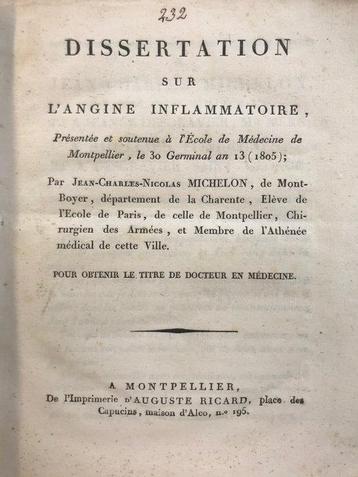 232
DISSERTATION
SUR
L'ANGINE INFLAMMATOIRE,
Présentée et soutenue à l'École de Médecine de
Montpellier, le 30 Germinal an 13 (1805);
Par JEAN-CHARLES-NICOLAS MICHELON, de Mont-
Boyer, département de la Charente, Elève de
l'Ecole de Paris, de celle de Montpellier, Chi-
rurgien des Armées, et Membre de l'Athénée
médical de cette Ville.
POUR OBTENIR LE TITRE DE DOCTEUR EN MÉDECINE.
A MONTPELLIER,
De l'Imprimerie D'AUGUSTE RICARD, place des
Capucins, maison d'Alco, n.º 195.